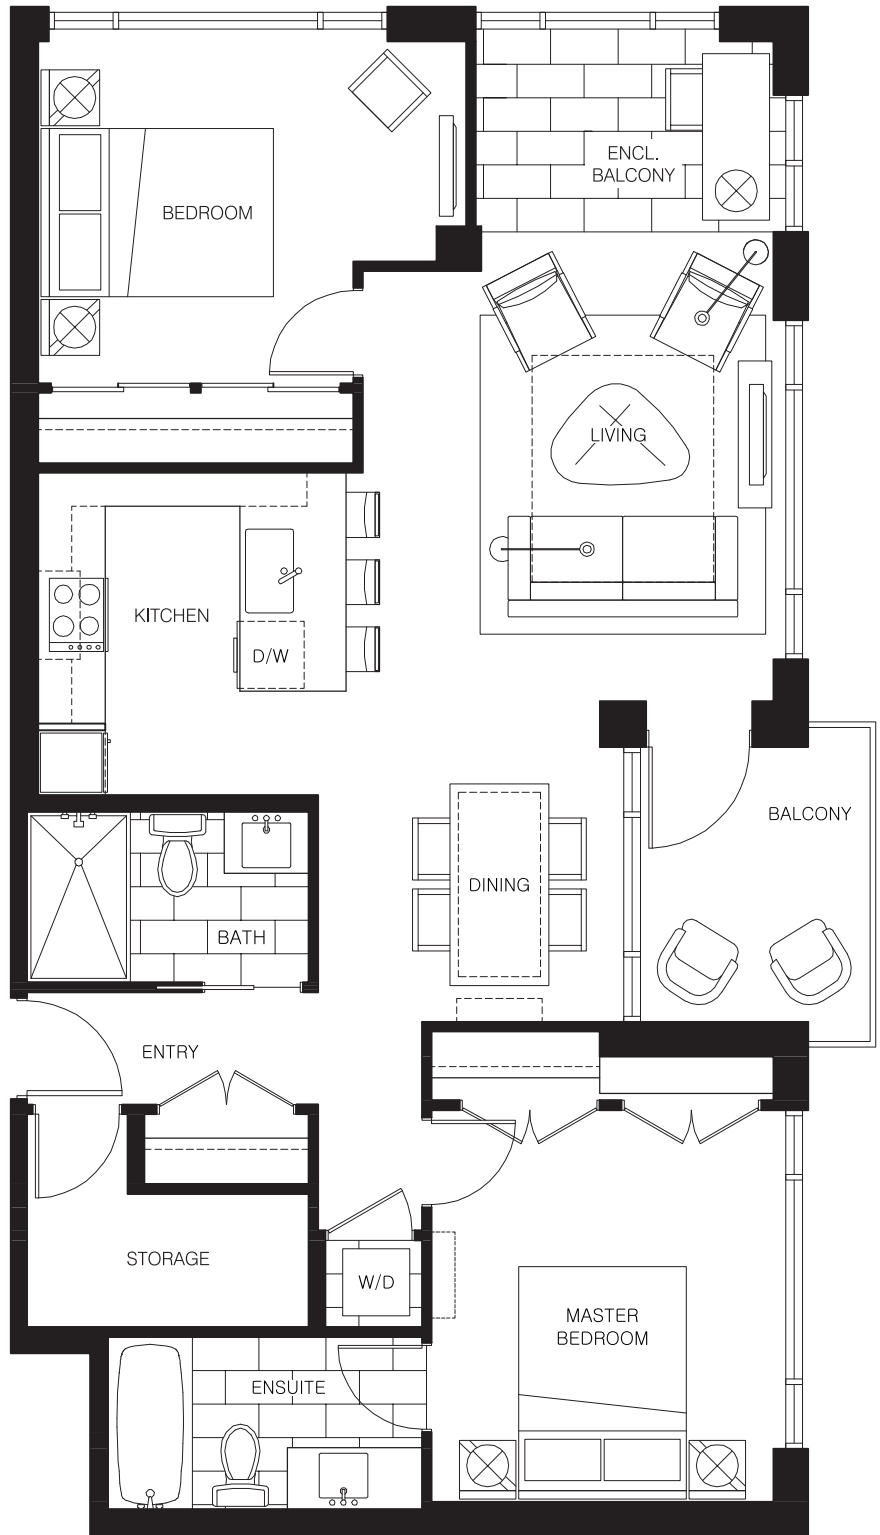 ENCL.
BALCONY
BEDROOM
LIVING
KITCHEN
D/W
BALCONY
DINING
BATH
ENTRY
STORAGE
W/D
MASTER
BEDROOM
ENSUITE